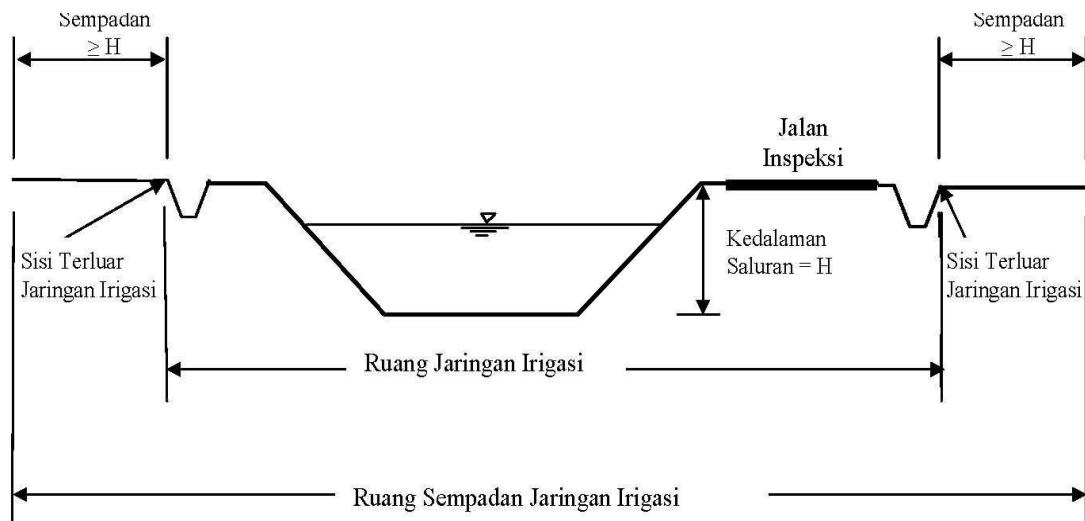 Sempadan
≥ H
Sempadan
≥ H
Jalan
Inspeksi
Sisi Terluar
Jaringan Irigasi
Kedalaman
Saluran = H
Sisi Terluar
Jaringan Irigasi
Ruang Jaringan Irigasi
Ruang Sempadan Jaringan Irigasi